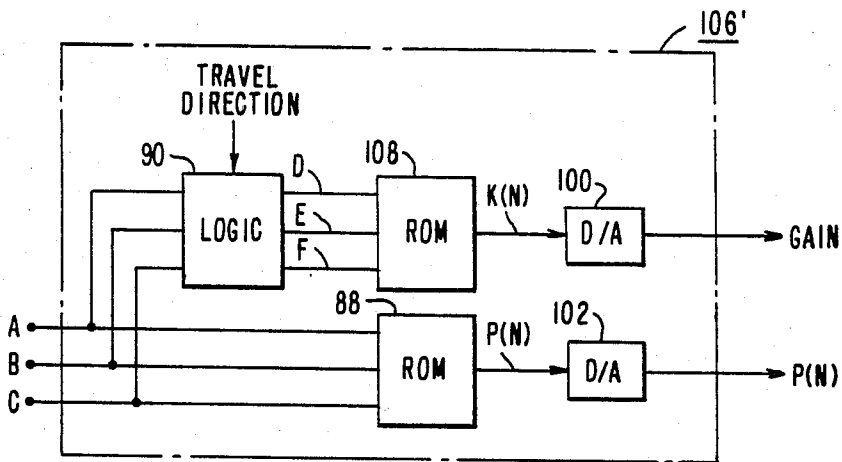 106'
TRAVEL
DIRECTION
90
D
108
K(N)
100
LOGIC
E
ROM
D/A
GAIN
F
88
102
A
P(N)
B
ROM
D/A
P(N)
C